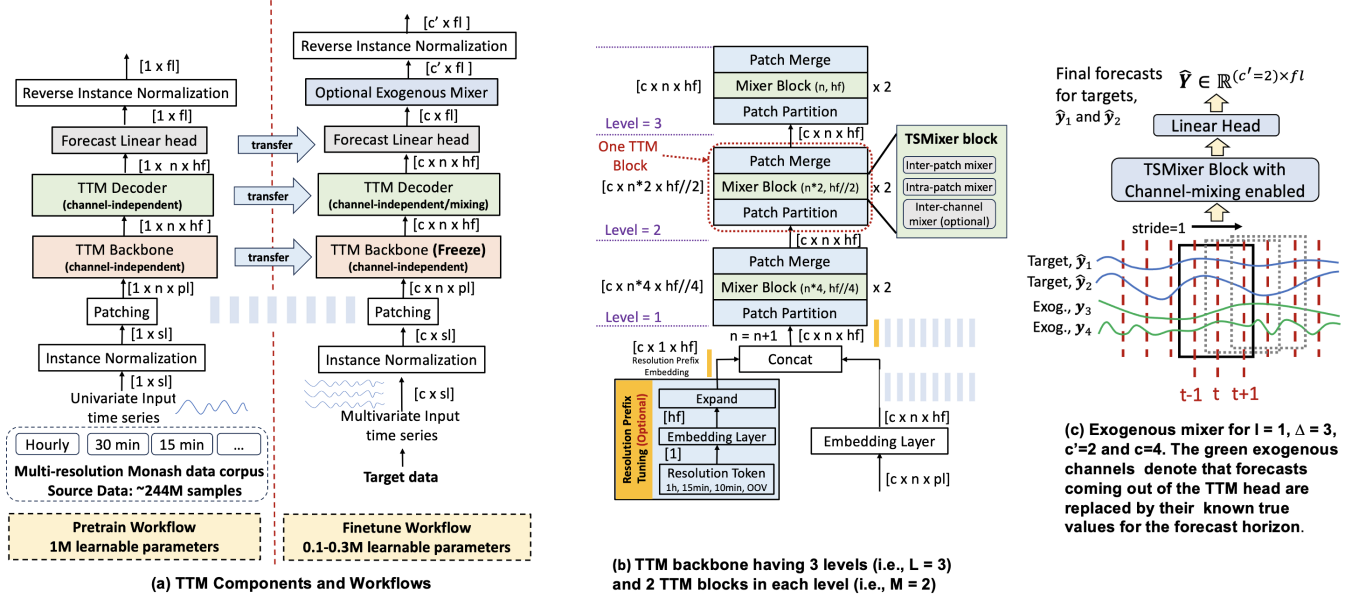 [1 x fl]
Reverse Instance Normalization
[1 x fl]
Forecast Linear head
[1 x n x hf]
TTM Decoder
(channel-independent)
[1 x n x hf ]
TTM Backbone
(channel-independent)
[1 x n x pl]
Patching
[1 x sl]
Instance Normalization
[1 x sl]
Univariate Input
time series
Hourly
30 min
15 min
...
Multi-resolution Monash data corpus
Source Data: ~244M samples
Pretrain Workflow
1M learnable parameters
transfer
transfer
transfer
[c' x fl ]
Reverse Instance Normalization
[c' x fl ]
Optional Exogenous Mixer
[c x fl]
Forecast Linear head
[c x n x hf]
TTM Decoder
(channel-independent/mixing)
[c x n x hf]
TTM Backbone (Freeze)
(channel-independent)
[c x n x pl]
Patching
[c x sl]
Instance Normalization
[c x sl]
Multivariate Input
time series
Target data
Finetune Workflow
0.1-0.3M learnable parameters
(a) TTM Components and Workflows
Patch Merge
[c x n x hf]
Mixer Block (n, hf)
x 2
Patch Partition
Level = 3
[c x n x hf]
One TTM
Block
Patch Merge
[c x n*2 x hf//2]
Mixer Block (n*2, hf//2)
x 2
Patch Partition
Level = 2
[c x n x hf]
TSMixer block
Inter-patch mixer
Intra-patch mixer
Inter-channel
mixer (optional)
Patch Merge
[c x n*4 x hf//4]
Mixer Block (n*4, hf//4)
x 2
Patch Partition
Level = 1
n = n+1
[c x n x hf]
[c x 1 x hf]
Resolution Prefix
Embedding
Concat
Resolution Prefix
Tuning (Optional)
Expand
[hf]
Embedding Layer
[1]
Resolution Token
1h, 15min, 10min, OOV
[c x n x hf]
Embedding Layer
[c x n x pl]
(b) TTM backbone having 3 levels (i.e., L = 3)
and 2 TTM blocks in each level (i.e., M = 2)
Final forecasts
for targets,
ŷ₁ and ŷ₂
Ŷ ∈ ℝ^(c'=2)×fl
Linear Head
TSMixer Block with
Channel-mixing enabled
stride=1
Target, ŷ₁
Target, ŷ₂
Exog., y₃
Exog., y₄
t-1 t t+1
(c) Exogenous mixer for l = 1, Δ = 3,
c'=2 and c=4. The green exogenous
channels denote that forecasts
coming out of the TTM head are
replaced by their known true
values for the forecast horizon.